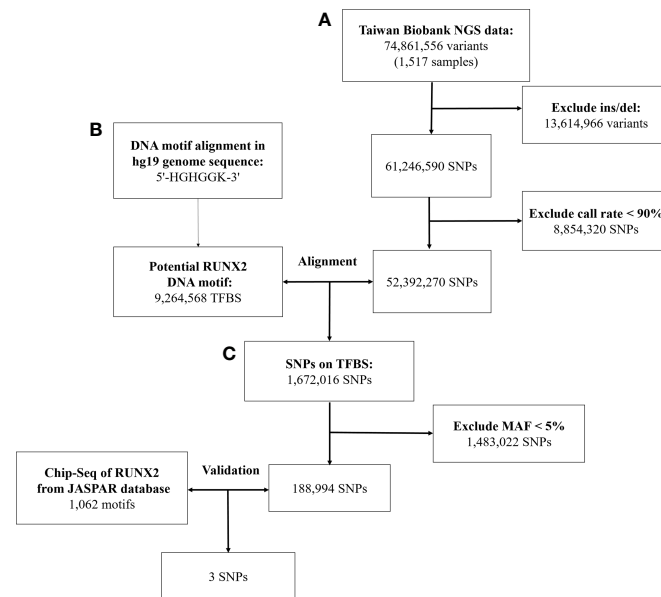 A
Taiwan Biobank NGS data:
74,861,556 variants
(1,517 samples)
Exclude ins/del:
13,614,966 variants
B
DNA motif alignment in
hg19 genome sequence:
5'-HGHGGK-3'
61,246,590 SNPs
Exclude call rate < 90%
8,854,320 SNPs
Potential RUNX2
DNA motif:
9,264,568 TFBS
Alignment
52,392,270 SNPs
C
SNPs on TFBS:
1,672,016 SNPs
Exclude MAF < 5%
1,483,022 SNPs
Chip-Seq of RUNX2
from JASPAR database
1,062 motifs
Validation
188,994 SNPs
3 SNPs